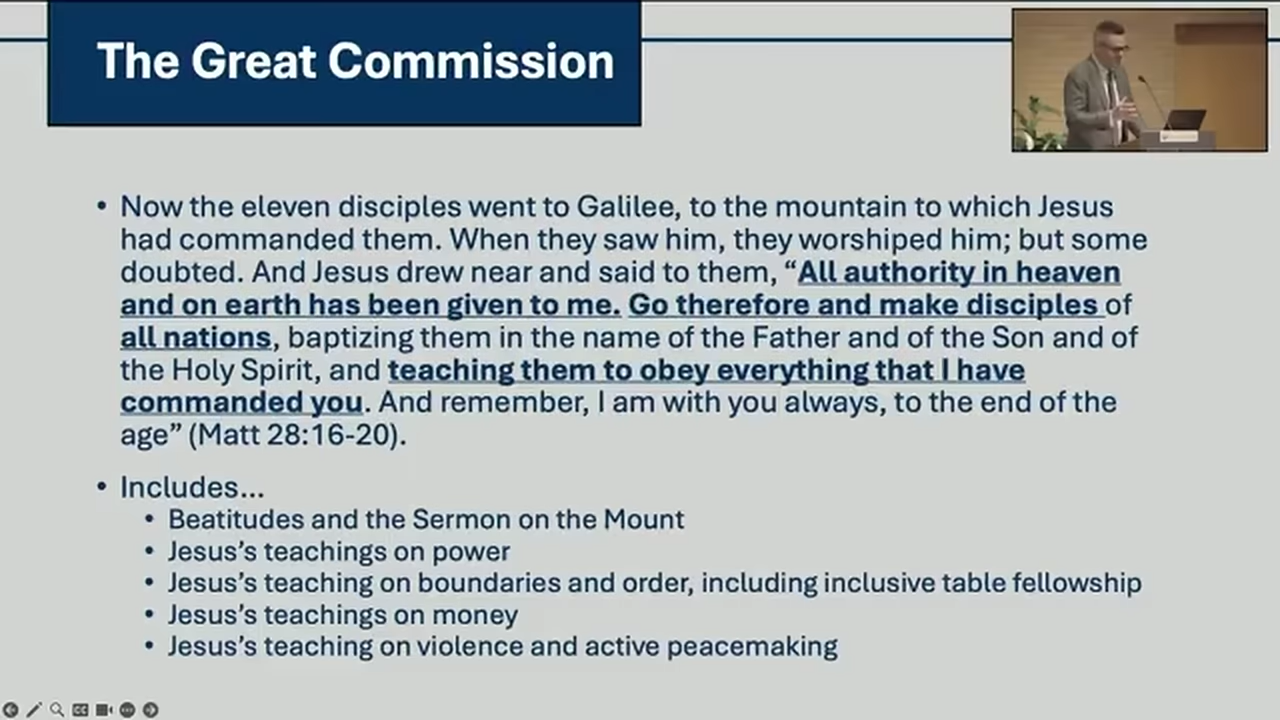 The Great Commission
• Now the eleven disciples went to Galilee, to the mountain to which Jesus
had commanded them. When they saw him, they worshiped him; but some
doubted. And Jesus drew near and said to them, “All authority in heaven
and on earth has been given to me. Go therefore and make disciples of
all nations, baptizing them in the name of the Father and of the Son and of
the Holy Spirit, and teaching them to obey everything that I have
commanded you. And remember, I am with you always, to the end of the
age” (Matt 28:16-20).
• Includes...
• Beatitudes and the Sermon on the Mount
• Jesus’s teachings on power
• Jesus’s teaching on boundaries and order, including inclusive table fellowship
• Jesus’s teachings on money
• Jesus’s teaching on violence and active peacemaking